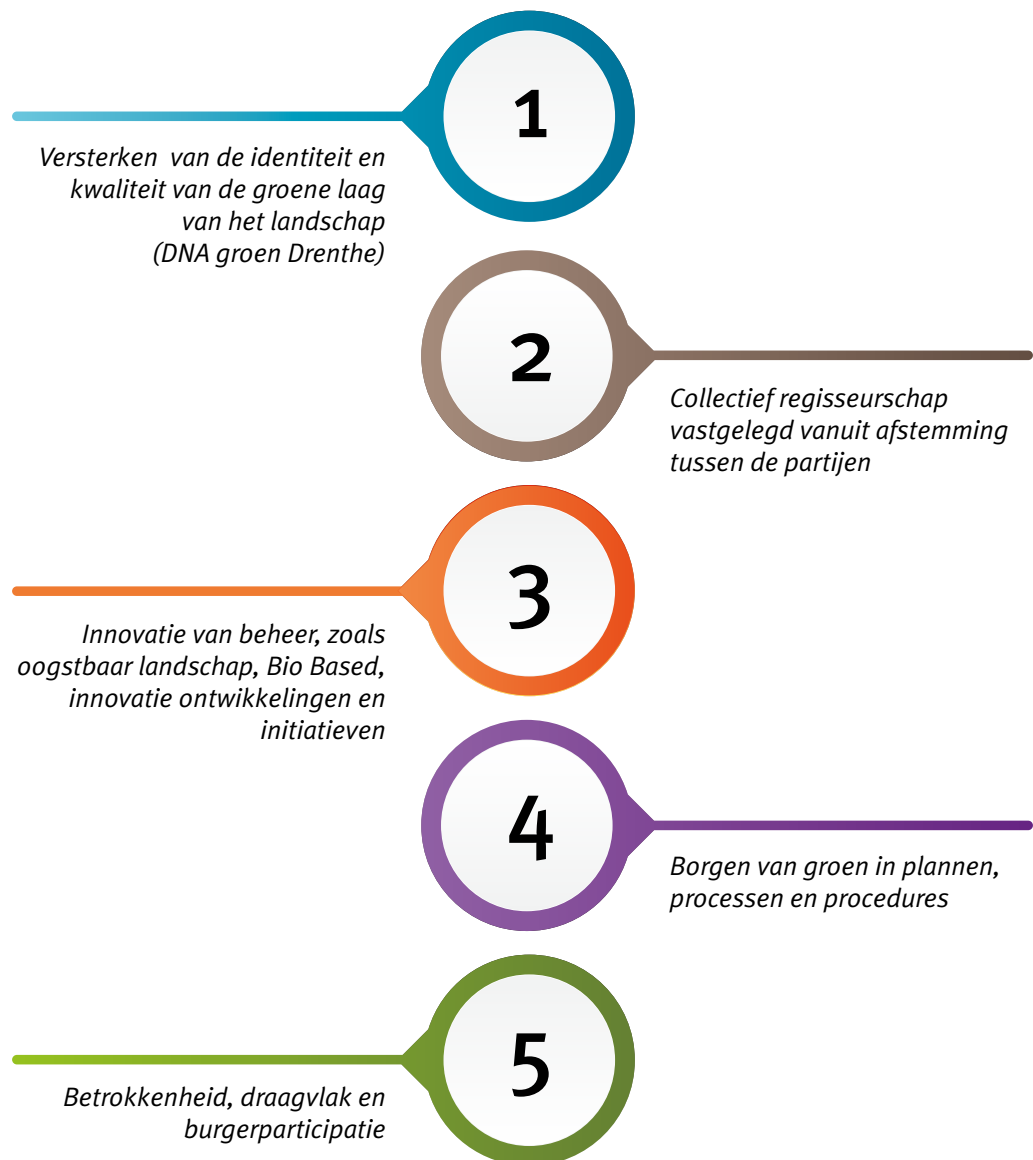 1
Versterken van de identiteit en
kwaliteit van de groene laag
van het landschap
(DNA groen Drenthe)
2
Collectief regisseurschap
vastgelegd vanuit afstemming
tussen de partijen
3
Innovatie van beheer, zoals
oogstbaar landschap, Bio Based,
innovatie ontwikkelingen en
initiatieven
4
Borgen van groen in plannen,
processen en procedures
5
Betrokkenheid, draagvlak en
burgerparticipatie